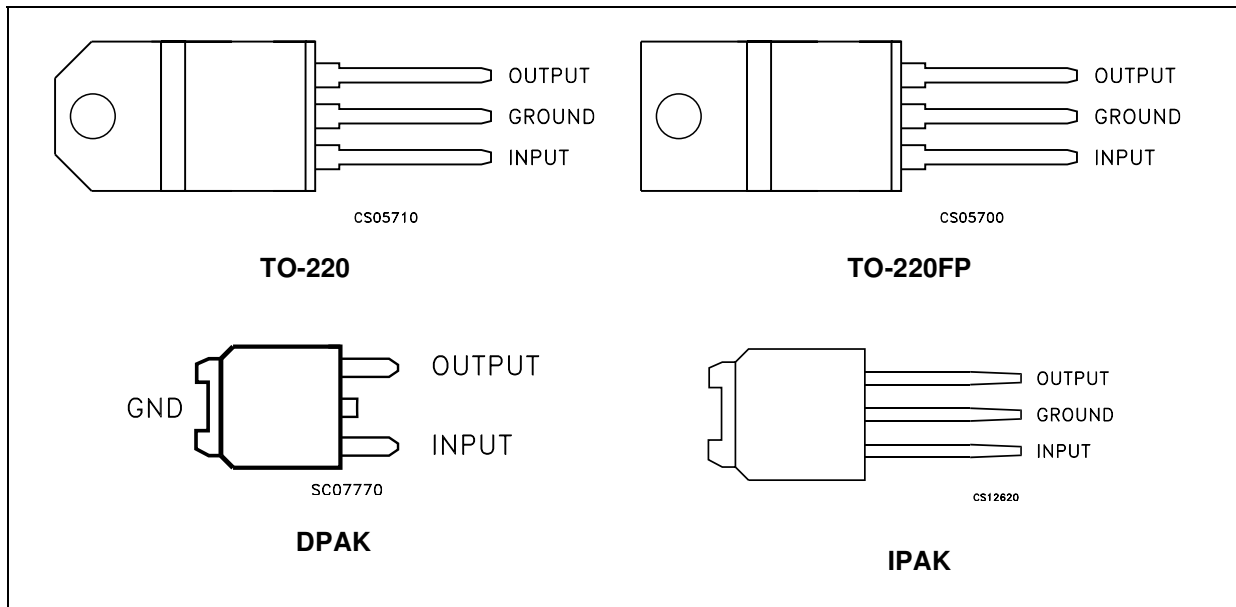 OUTPUT
GROUND
INPUT
CS05710
TO-220
OUTPUT
GROUND
INPUT
CS05700
TO-220FP
GND
OUTPUT
INPUT
SC07770
DPAK
OUTPUT
GROUND
INPUT
CS12620
IPAK